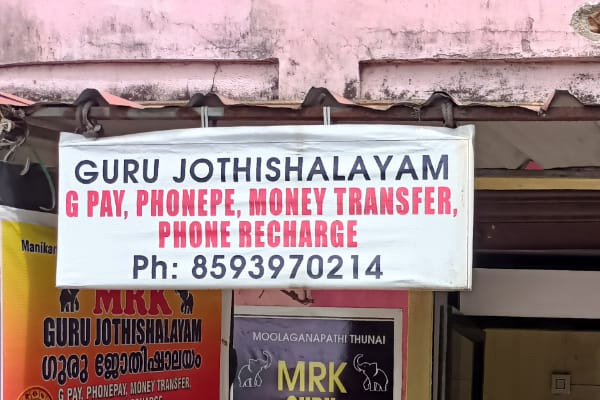 GURU JOTHISHALAYAM
G PAY, PHONEPE, MONEY TRANSFER,
PHONE RECHARGE
Ph: 8593970214
MRK
GURU JOTHISHALAYAM
ഗുരു ജ്യോതിഷാലയം
G PAY, PHONEPAY, MONEY TRANSFER,
MOOLAGANAPATHI THUNAI
MRK